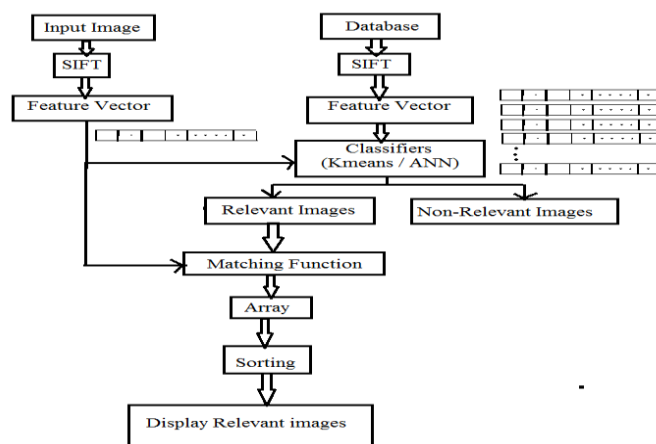 Input Image
Database
SIFT
SIFT
Feature Vector
Feature Vector
Classifiers
(Kmeans / ANN)
Relevant Images
Non-Relevant Images
Matching Function
Array
Sorting
Display Relevant images